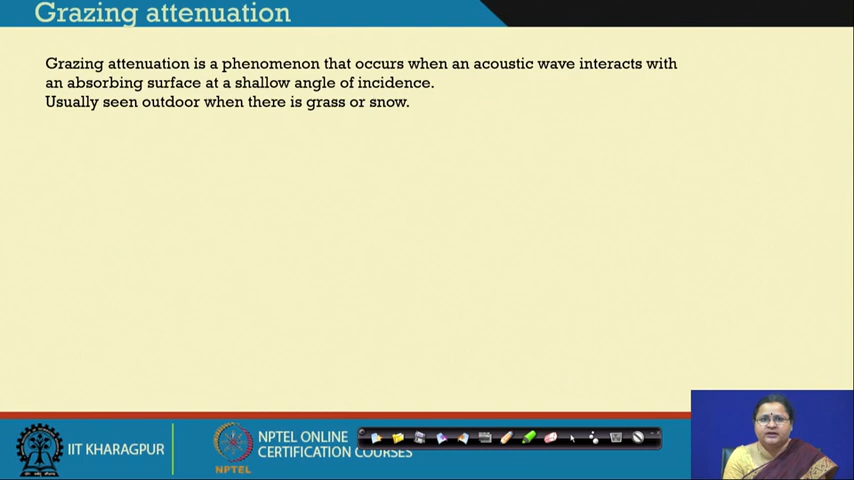 Grazing attenuation
Grazing attenuation is a phenomenon that occurs when an acoustic wave interacts with
an absorbing surface at a shallow angle of incidence.
Usually seen outdoor when there is grass or snow.
IIT KHARAGPUR
NPTEL
NPTEL ONLINE
CERTIFICATION COURSES